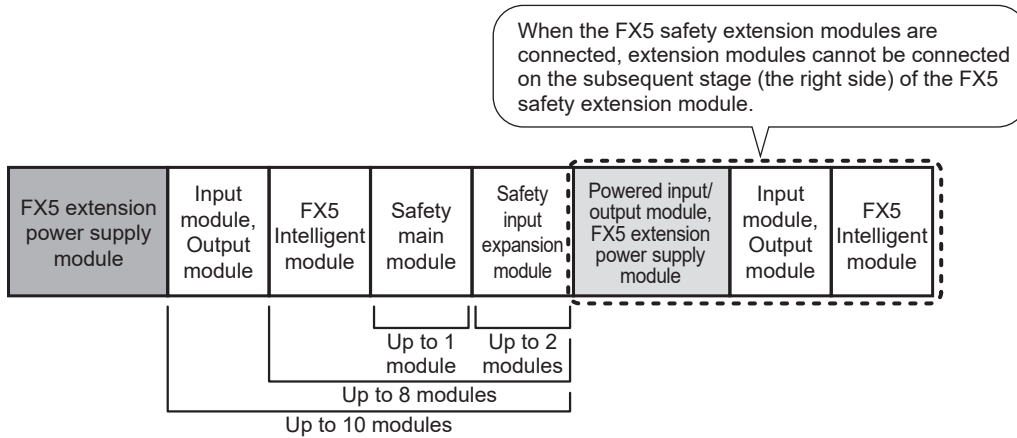 When the FX5 safety extension modules are
connected, extension modules cannot be connected
on the subsequent stage (the right side) of the FX5
safety extension module.
FX5 extension
power supply
module
Input
module,
Output
module
FX5
Intelligent
module
Safety
main
module
Safety
input
expansion
module
Powered input/
output module,
FX5 extension
power supply
module
Input
module,
Output
module
FX5
Intelligent
module
Up to 1
module
Up to 2
modules
Up to 8 modules
Up to 10 modules